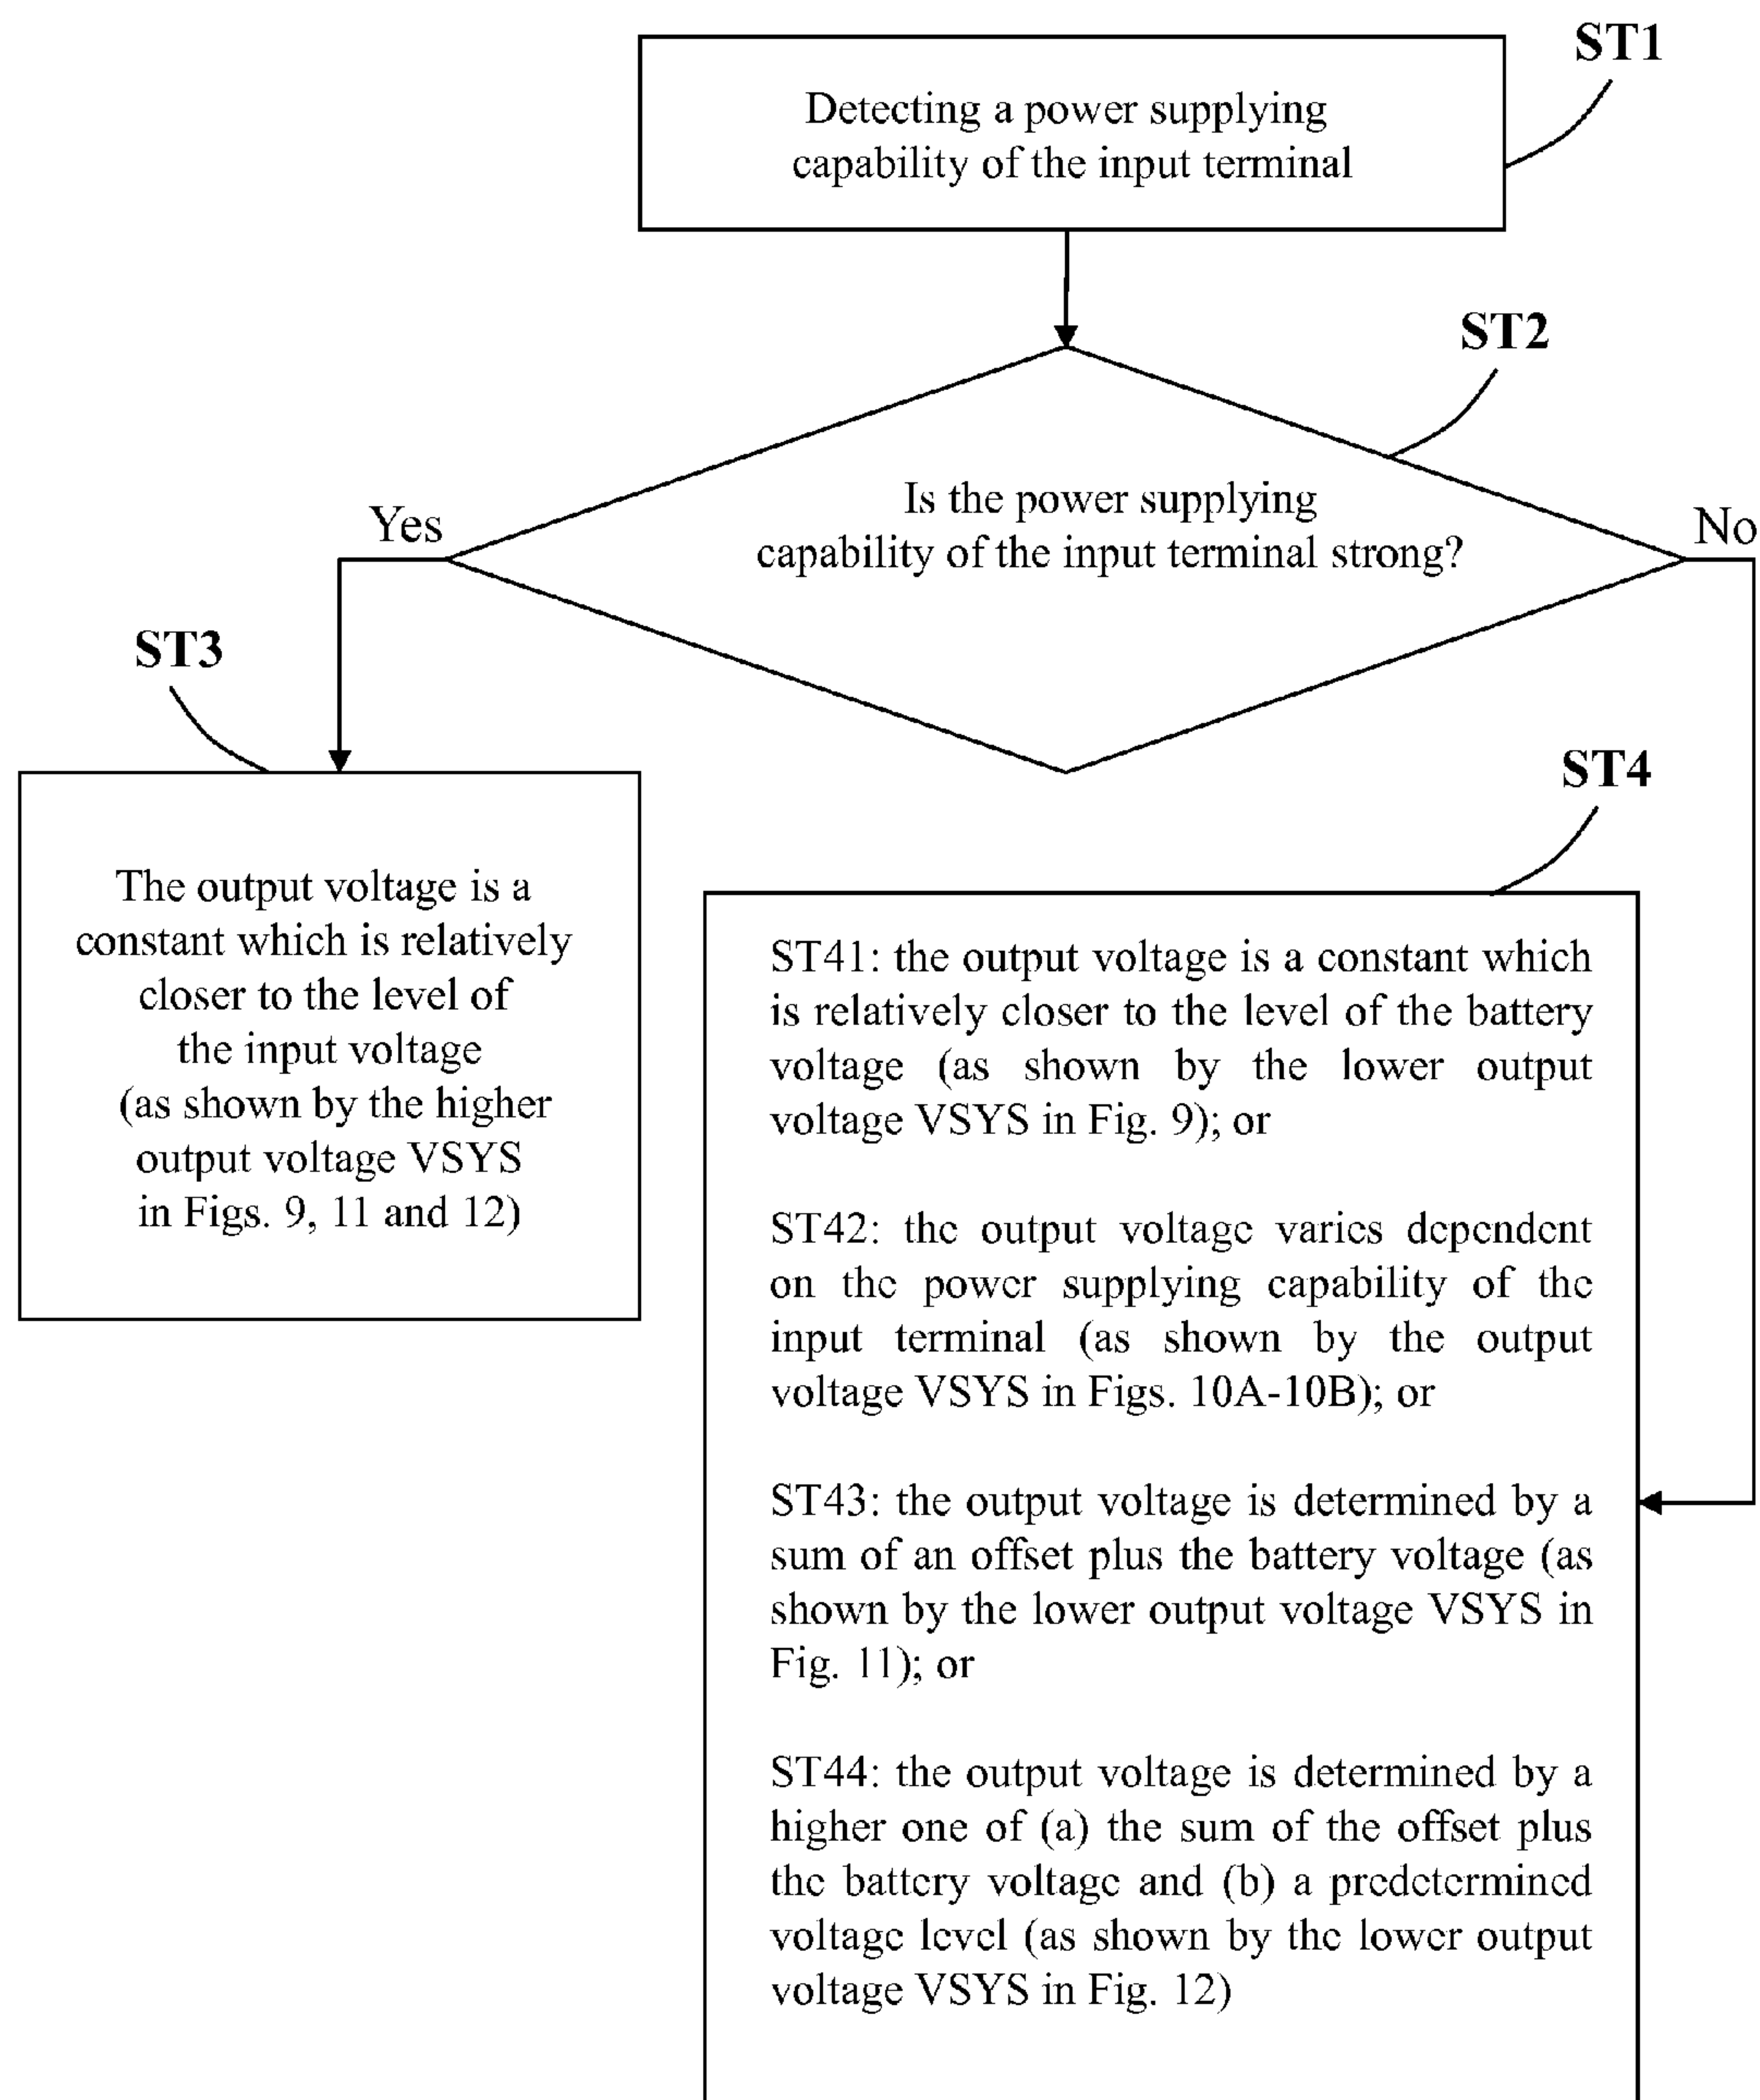 ST1
Detecting a power supplying
capability of the input terminal
ST2
Is the power supplying
capability of the input terminal strong?
Yes
No
ST3
The output voltage is a
constant which is relatively
closer to the level of
the input voltage
(as shown by the higher
output voltage VSYS
in Figs. 9, 11 and 12)
ST4
ST41: the output voltage is a constant which
is relatively closer to the level of the battery
voltage (as shown by the lower output
voltage VSYS in Fig. 9); or
ST42: the output voltage varies dependent
on the power supplying capability of the
input terminal (as shown by the output
voltage VSYS in Figs. 10A-10B); or
ST43: the output voltage is determined by a
sum of an offset plus the battery voltage (as
shown by the lower output voltage VSYS in
Fig. 11); or
ST44: the output voltage is determined by a
higher one of (a) the sum of the offset plus
the battery voltage and (b) a predetermined
voltage level (as shown by the lower output
voltage VSYS in Fig. 12)